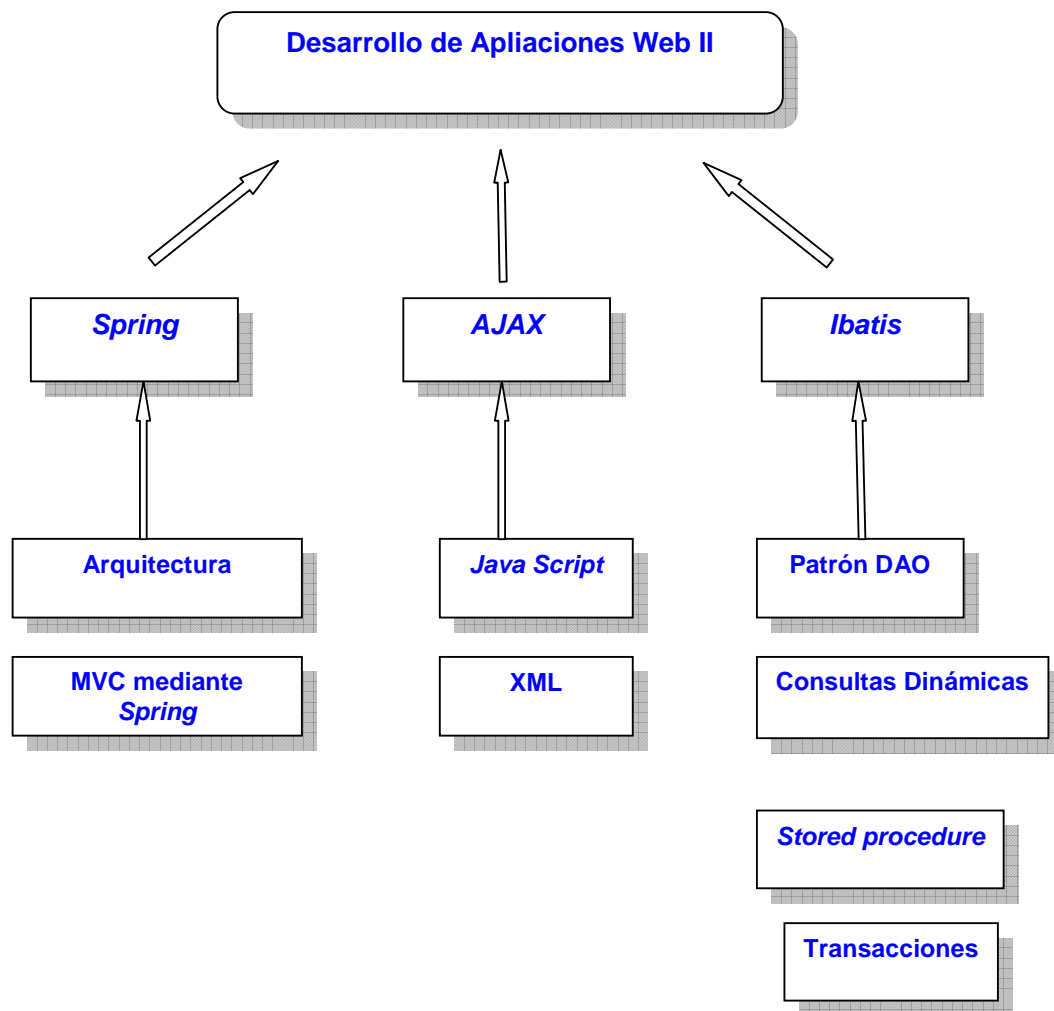 Desarrollo de Apliaciones Web II
Spring
AJAX
Ibatis
Arquitectura
Java Script
Patrón DAO
MVC mediante
Spring
XML
Consultas Dinámicas
Stored procedure
Transacciones